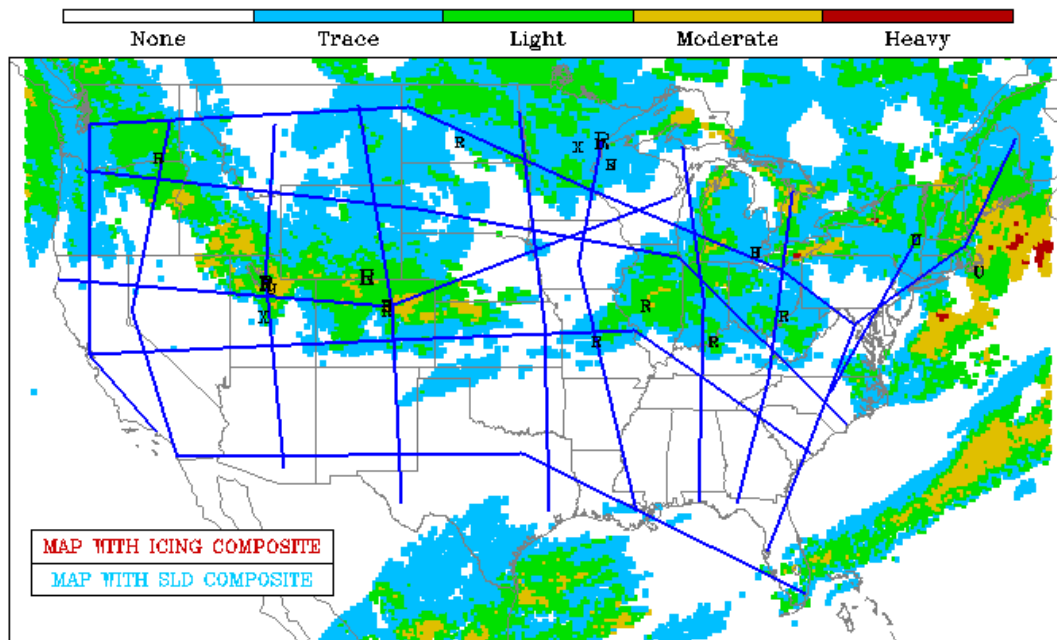 None Trace Light Moderate Heavy
R X R
R H
H
H U
R U
R H
X R R R R
R R
MAP WITH ICING COMPOSITE
MAP WITH SLD COMPOSITE